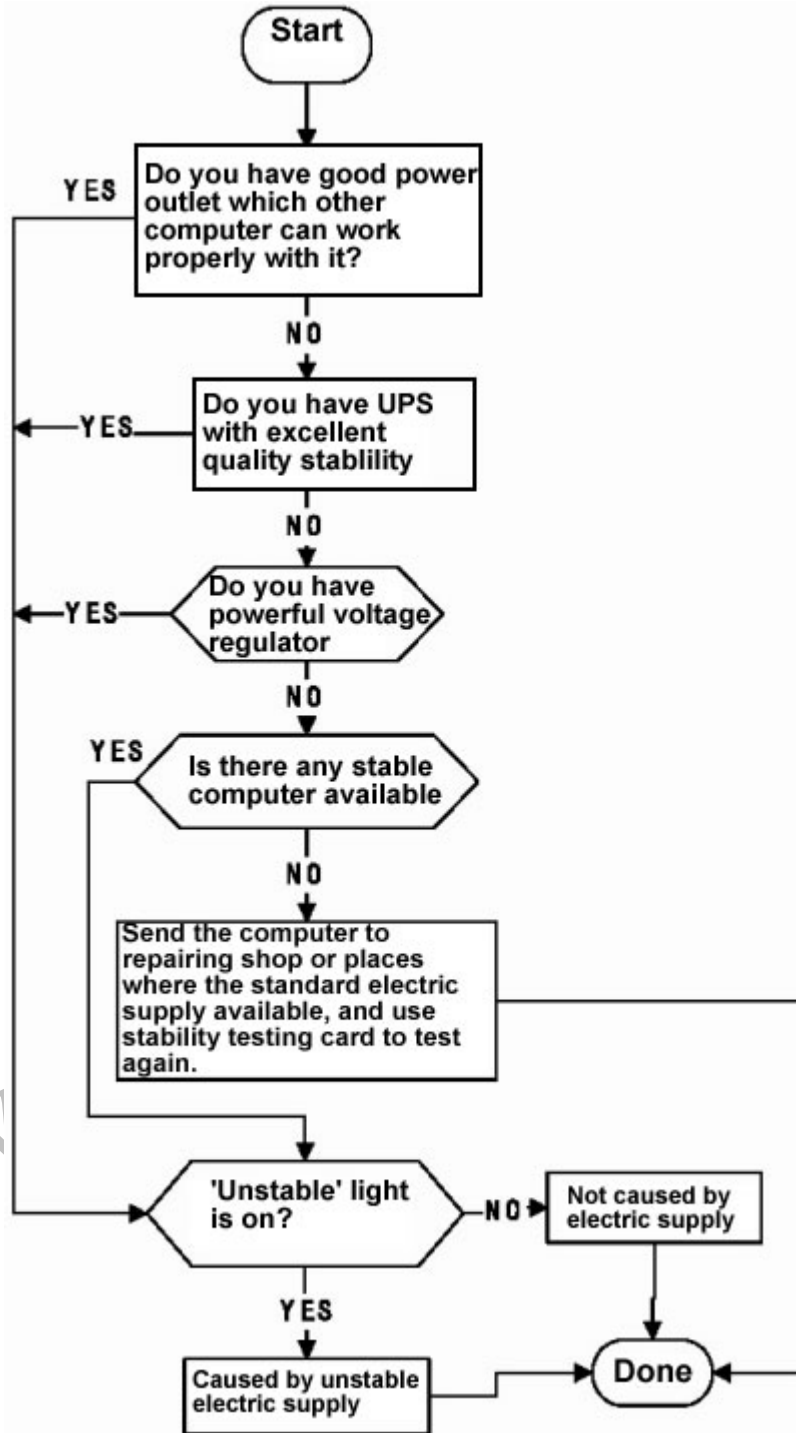 Start
YES
Do you have good power
outlet which other
computer can work
properly with it?
NO
YES
Do you have UPS
with excellent
quality stablility
NO
YES
Do you have
powerful voltage
regulator
NO
YES
Is there any stable
computer available
NO
Send the computer to
repairing shop or places
where the standard electric
supply available, and use
stability testing card to test
again.
'Unstable' light
is on?
NO
Not caused by
electric supply
YES
Caused by unstable
electric supply
Done